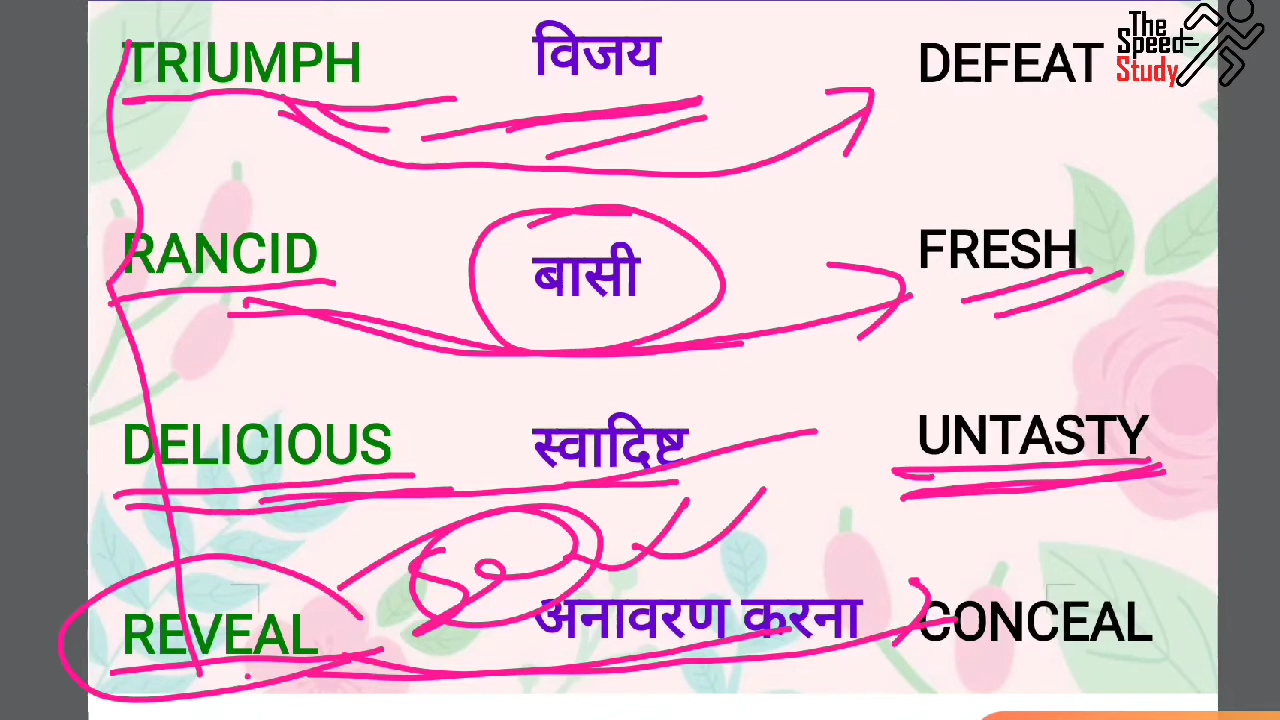 TRIUMPH विजय DEFEAT
The
Speed
Study
RANCID बासी FRESH
DELICIOUS स्वादिष्ट UNTASTY
REVEAL अनावरण करना CONCEAL